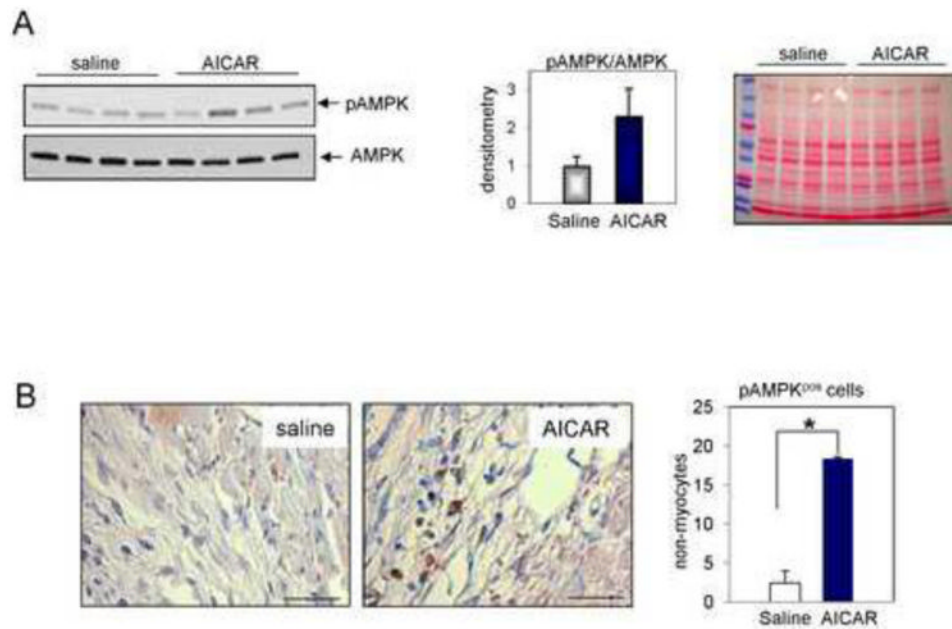 A
saline AICAR
pAMPK
AMPK
pAMPK/AMPK
densitometry
3
2
1
0
Saline AICAR
saline AICAR
B
saline
AICAR
pAMPKpos cells
non-myocytes
25
20
15
10
5
0
*
Saline AICAR